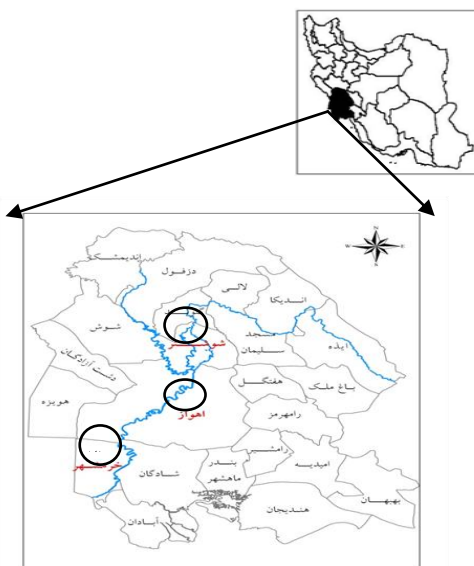 اندیمشک
دزفول
لالی
اندیکا
N
W
E
S
شوش
مسجد
سلیمان
ایذه
شوشتر
دشت آزادگان
هفتگل
باغ ملک
هویزه
اهواز
رامهرمز
خرمشهر
شادگان
بندر
ماهشهر
رامشیر
امیدیه
بهبهان
هندیجان
آبادان